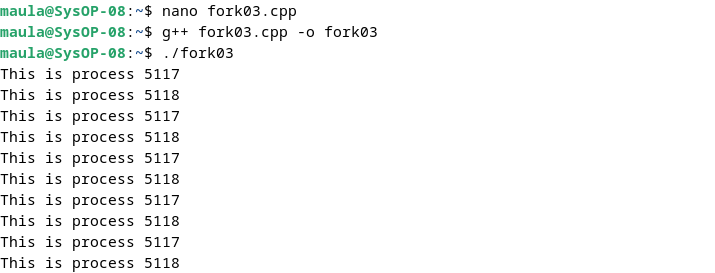 maula@SysOP-08:~$ nano fork03.cpp
maula@SysOP-08:~$ g++ fork03.cpp -o fork03
maula@SysOP-08:~$ ./fork03
This is process 5117
This is process 5118
This is process 5117
This is process 5118
This is process 5117
This is process 5118
This is process 5117
This is process 5118
This is process 5117
This is process 5118